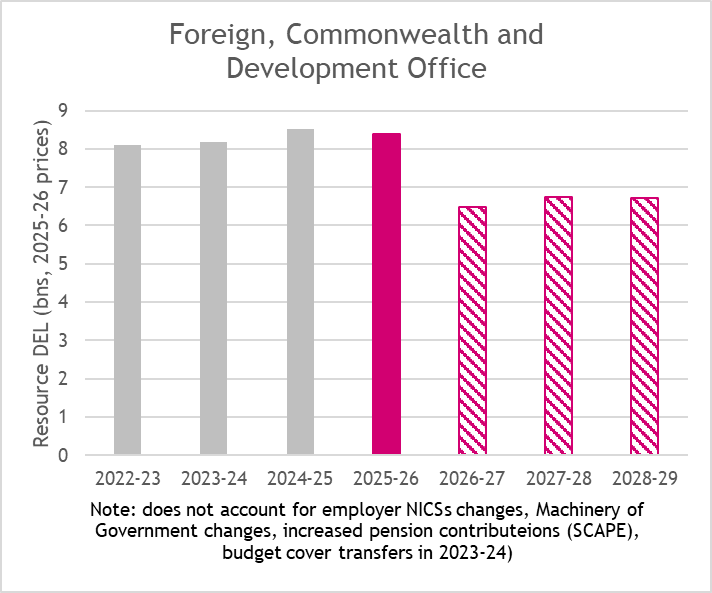 Foreign, Commonwealth and
Development Office
Resource DEL (bns, 2025-26 prices)
9
8
7
6
5
4
3
2
1
0
2022-23 2023-24 2024-25 2025-26 2026-27 2027-28 2028-29
Note: does not account for employer NICSs changes, Machinery of
Government changes, increased pension contributeions (SCAPE),
budget cover transfers in 2023-24)